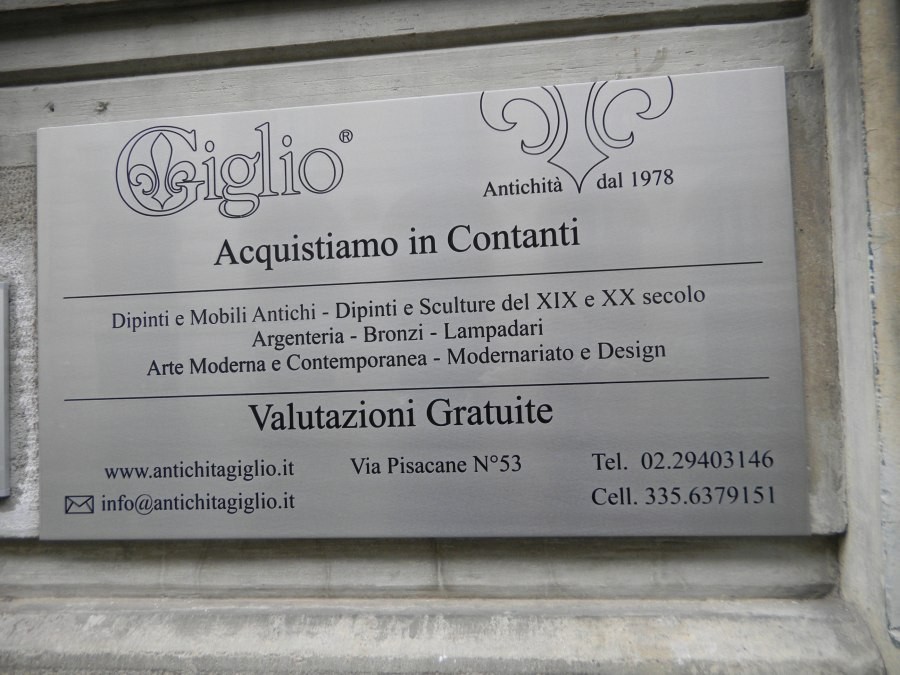 Giglio®
Antichità dal 1978
Acquistiamo in Contanti
Dipinti e Mobili Antichi - Dipinti e Sculture del XIX e XX secolo
Argenteria - Bronzi - Lampadari
Arte Moderna e Contemporanea - Modernariato e Design
Valutazioni Gratuite
www.antichitagiglio.it Via Pisacane N°53 Tel. 02.29403146
info@antichitagiglio.it Cell. 335.6379151